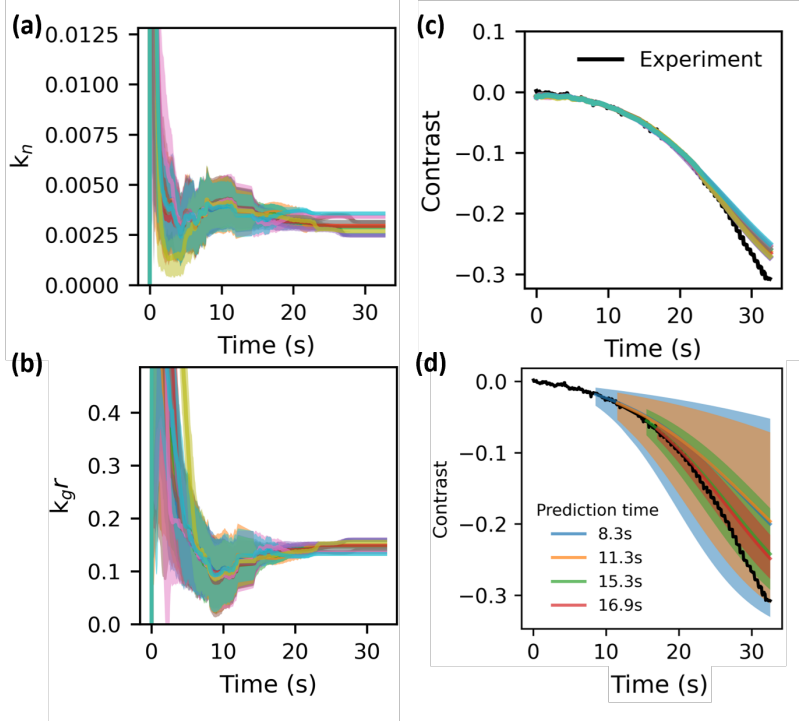 (a)
0.0125
0.0100
0.0075
0.0050
0.0025
0.0000
kn
0 10 20 30
Time (s)
(b)
0.4
0.3
0.2
0.1
0.0
kgr
0 10 20 30
Time (s)
(c)
0.1
0.0
−0.1
−0.2
−0.3
Contrast
Experiment
0 10 20 30
Time (s)
(d)
0.0
−0.1
−0.2
−0.3
Contrast
Prediction time
8.3s
11.3s
15.3s
16.9s
0 10 20 30
Time (s)